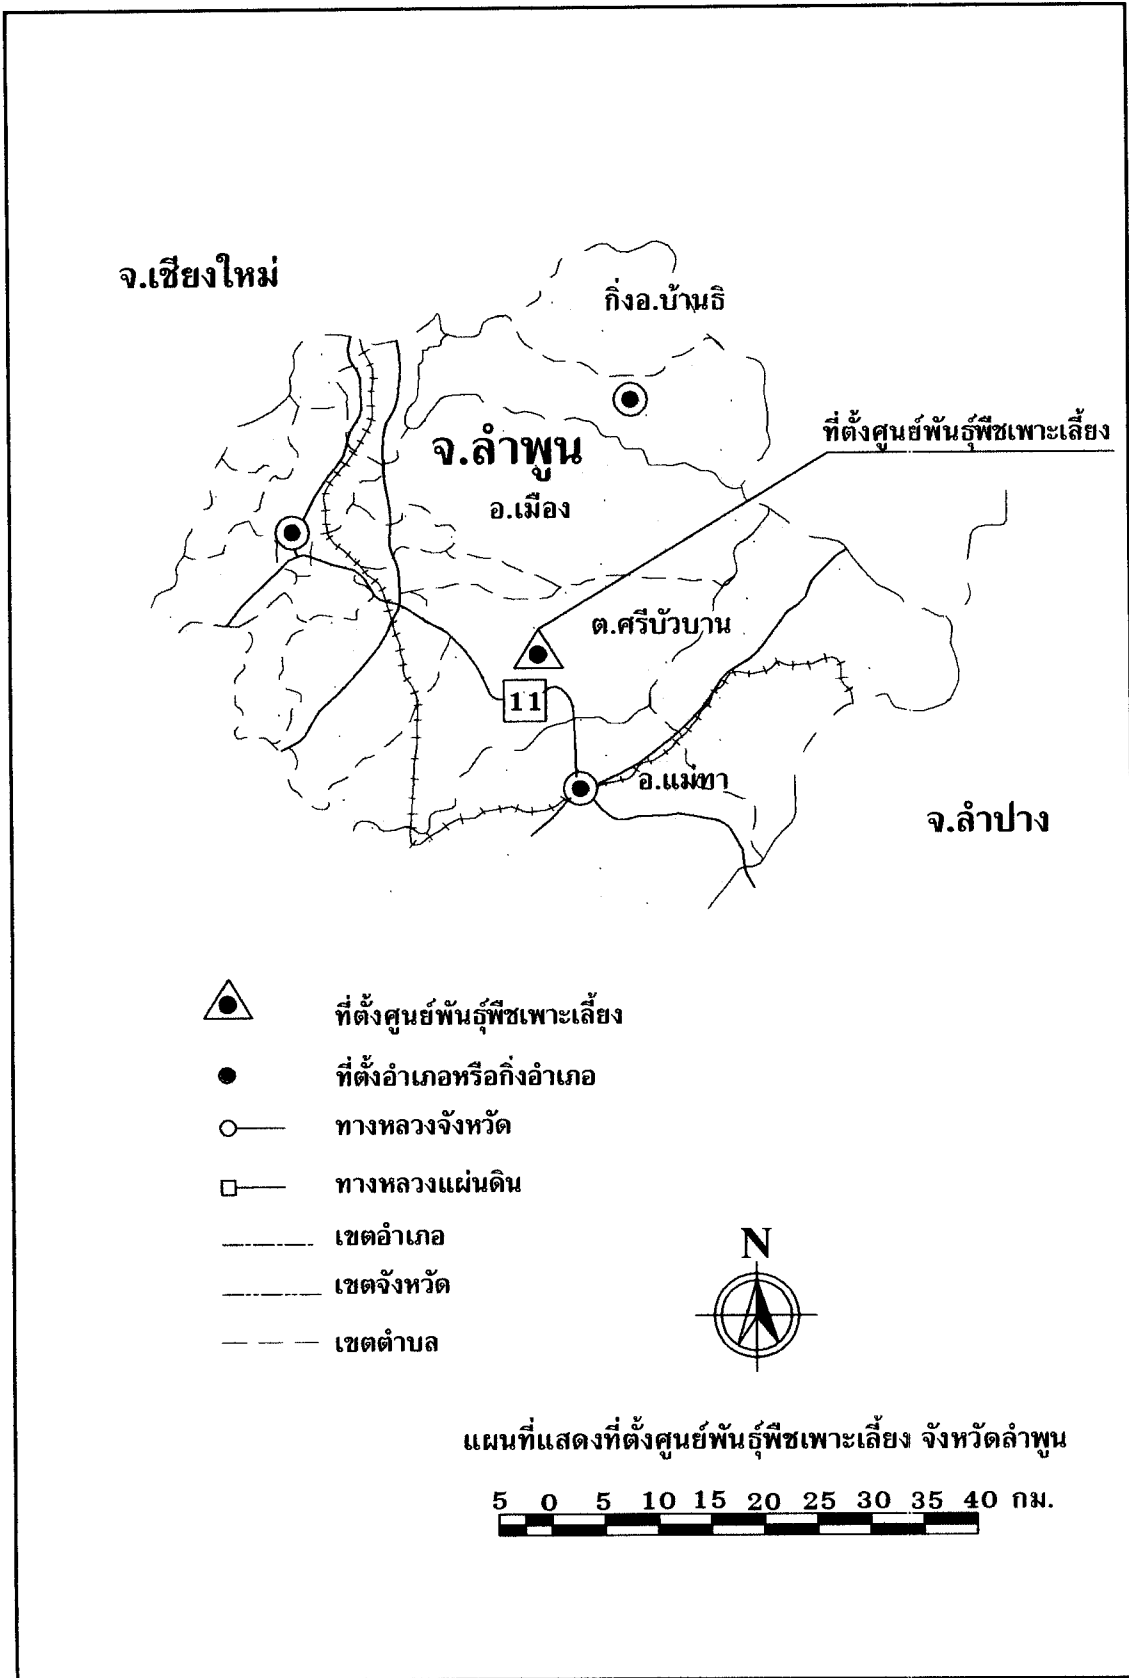 จ.เชียงใหม่
กิ่งอ.บ้านธิ
ที่ตั้งศูนย์พันธุ์พืชเพาะเลี้ยง
จ.ลำพูน
อ.เมือง
ต.ศรีบัวบาน
11
อ.แม่ทา
จ.ลำปาง
ที่ตั้งศูนย์พันธุ์พืชเพาะเลี้ยง
ที่ตั้งอำเภอหรือกิ่งอำเภอ
ทางหลวงจังหวัด
ทางหลวงแผ่นดิน
เขตอำเภอ
เขตจังหวัด
เขตตำบล
N
แผนที่แสดงที่ตั้งศูนย์พันธุ์พืชเพาะเลี้ยง จังหวัดลำพูน
5 0 5 10 15 20 25 30 35 40 กม.